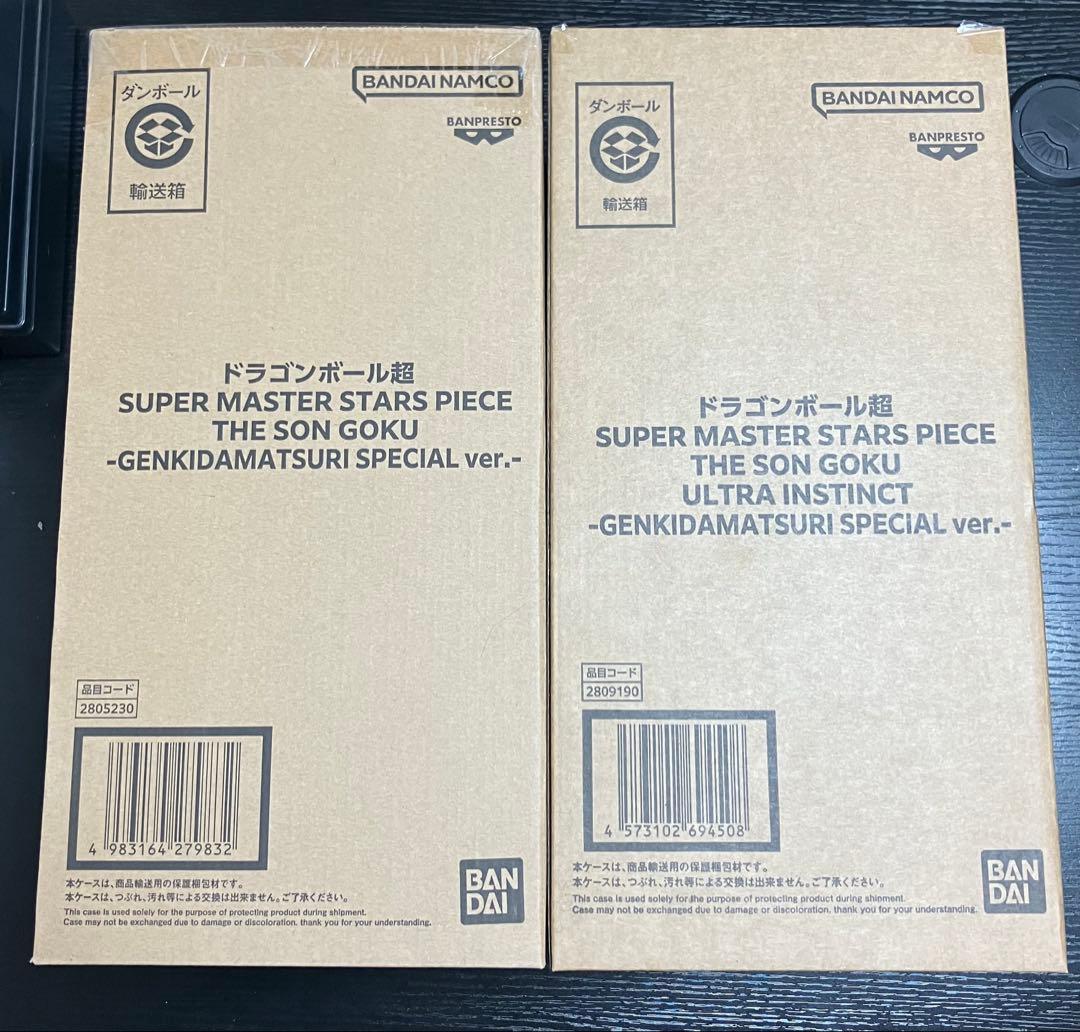 ダンボール
輸送箱
BANDAI NAMCO
BANPRESTO
ドラゴンボール超
SUPER MASTER STARS PIECE
THE SON GOKU
-GENKIDAMATSURI SPECIAL ver.-
品目コード
2805230
4 983164 279832
本ケースは、商品輸送用の保護梱包材です。
本ケースは、つぶれ、汚れ等による交換は出来ません。ご了承ください。
This case is used solely for the purpose of protecting product during shipment.
Case may not be exchanged due to damage or discoloration. thank you for your understanding.
BAN
DAI
ダンボール
輸送箱
BANDAI NAMCO
BANPRESTO
ドラゴンボール超
SUPER MASTER STARS PIECE
THE SON GOKU
ULTRA INSTINCT
-GENKIDAMATSURI SPECIAL ver.-
品目コード
2809190
4 573102 694508
本ケースは、商品輸送用の保護梱包材です。
本ケースは、つぶれ、汚れ等による交換は出来ません。ご了承ください。
This case is used solely for the purpose of protecting product during shipment.
Case may not be exchanged due to damage or discoloration. thank you for your understanding.
BAN
DAI